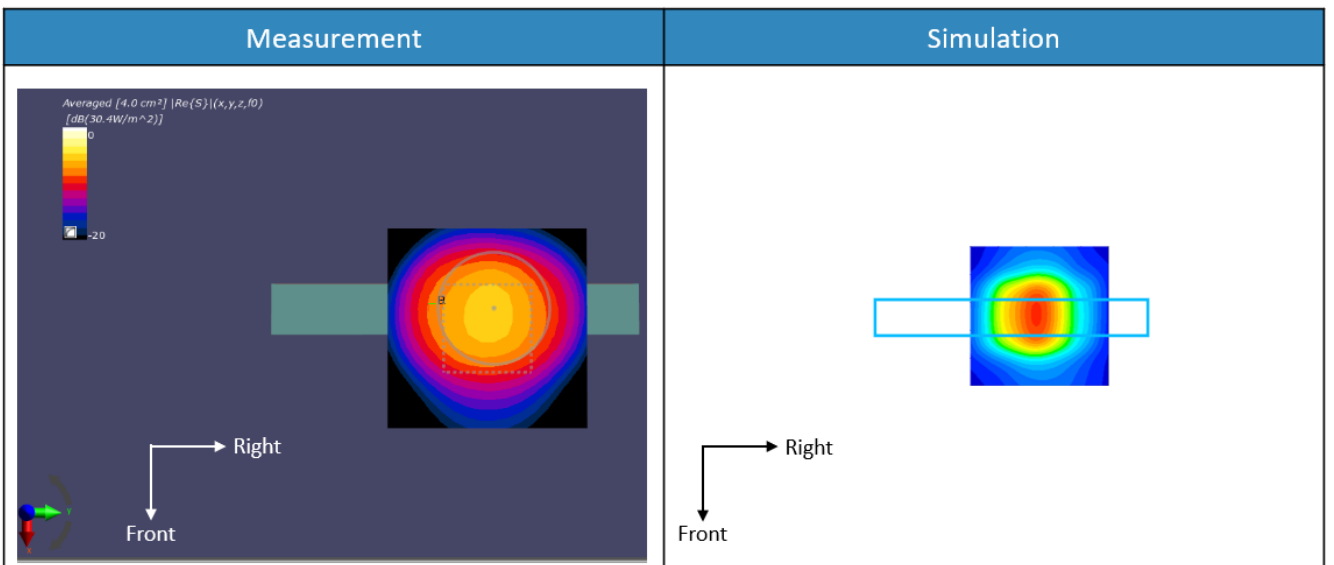 Measurement
Simulation
Averaged [4.0 cm²] |Re{S}|(x,y,z,f0)
[dB(30.4W/m^2)]
0
-20
Right
Front
Y
X
Right
Front